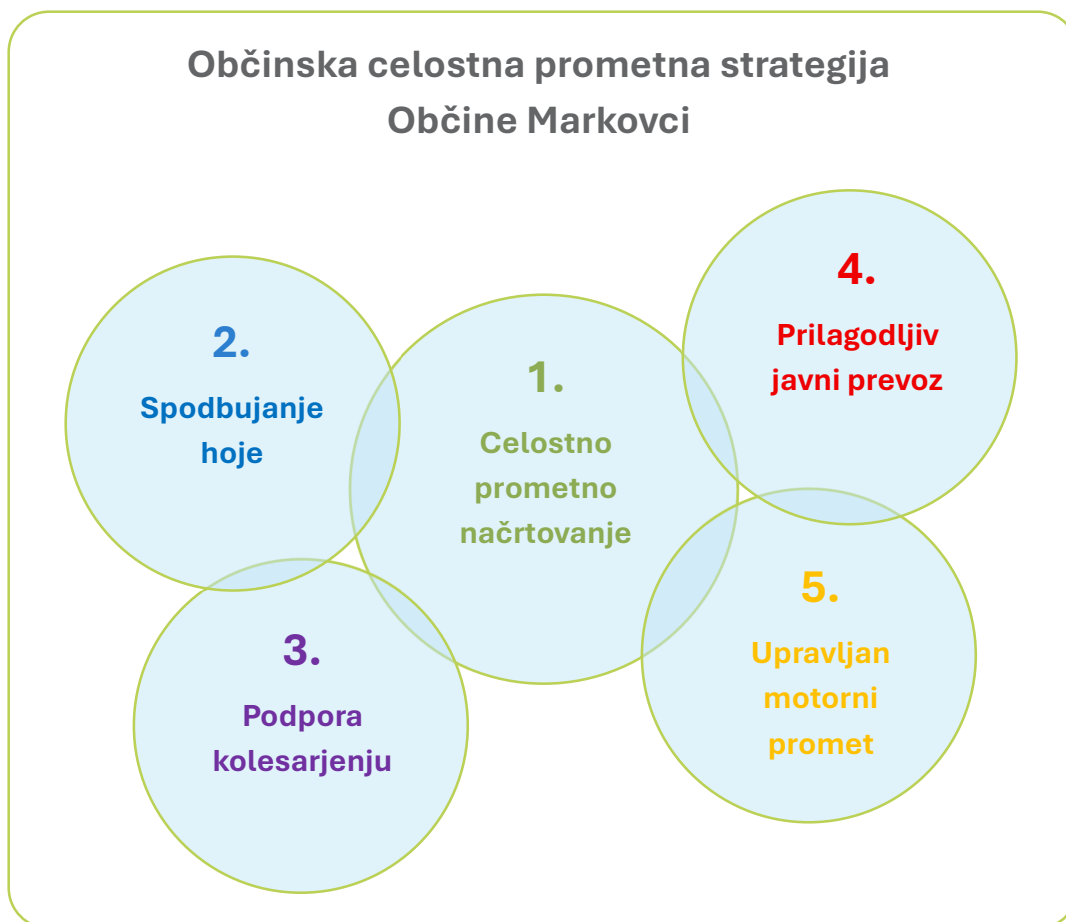 Občinska celostna prometna strategija
Občine Markovci
1.
Celostno
prometno
načrtovanje
2.
Spodbujanje
hoje
3.
Podpora
kolesarjenju
4.
Prilagodljiv
javni prevoz
5.
Upravljan
motorni
promet